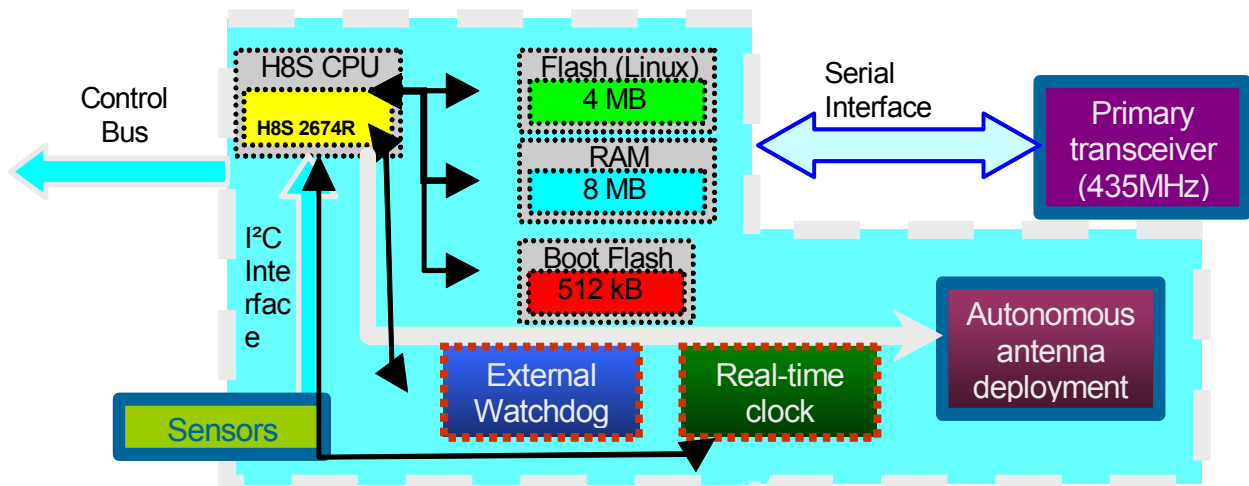 H8S CPU
H8S 2674R
Flash (Linux)
4 MB
RAM
8 MB
Boot Flash
512 kB
Control
Bus
Serial
Interface
Primary
transceiver
(435MHz)
I²C
Inte
rfac
e
Sensors
External
Watchdog
Real-time
clock
Autonomous
antenna
deployment